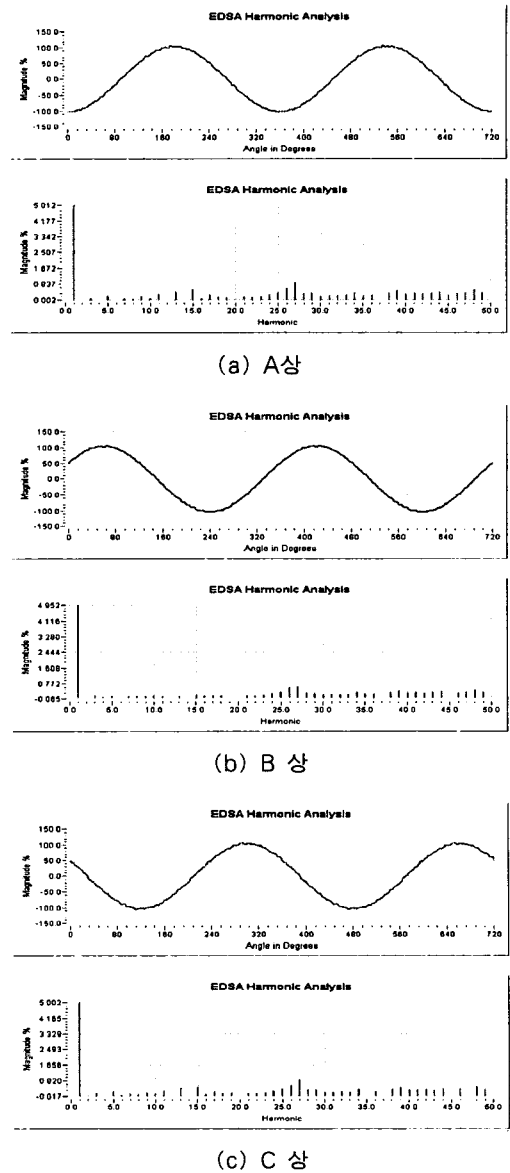 EDSA Harmonic Analysis
Magnitude %
150.0
100.0
50.0
0.0
-50.0
-100.0
-150.0
0 80 160 240 320 400 480 560 640 720
Angle in Degrees
EDSA Harmonic Analysis
Magnitude %
5.012
4.177
3.342
2.507
1.672
0.837
0.002
0.0 5.0 10.0 15.0 20.0 25.0 30.0 35.0 40.0 45.0 50.0
Harmonic
(a) A상
EDSA Harmonic Analysis
Magnitude %
150.0
100.0
50.0
0.0
-50.0
-100.0
-150.0
0 80 160 240 320 400 480 560 640 720
Angle in Degrees
EDSA Harmonic Analysis
Magnitude %
4.952
4.116
3.280
2.444
1.608
0.772
-0.065
0.0 5.0 10.0 15.0 20.0 25.0 30.0 35.0 40.0 45.0 50.0
Harmonic
(b) B 상
EDSA Harmonic Analysis
Magnitude %
150.0
100.0
50.0
0.0
-50.0
-100.0
-150.0
0 80 160 240 320 400 480 560 640 720
Angle in Degrees
EDSA Harmonic Analysis
Magnitude %
5.002
4.165
3.329
2.493
1.656
0.820
-0.017
0.0 5.0 10.0 15.0 20.0 25.0 30.0 35.0 40.0 45.0 50.0
Harmonic
(c) C 상